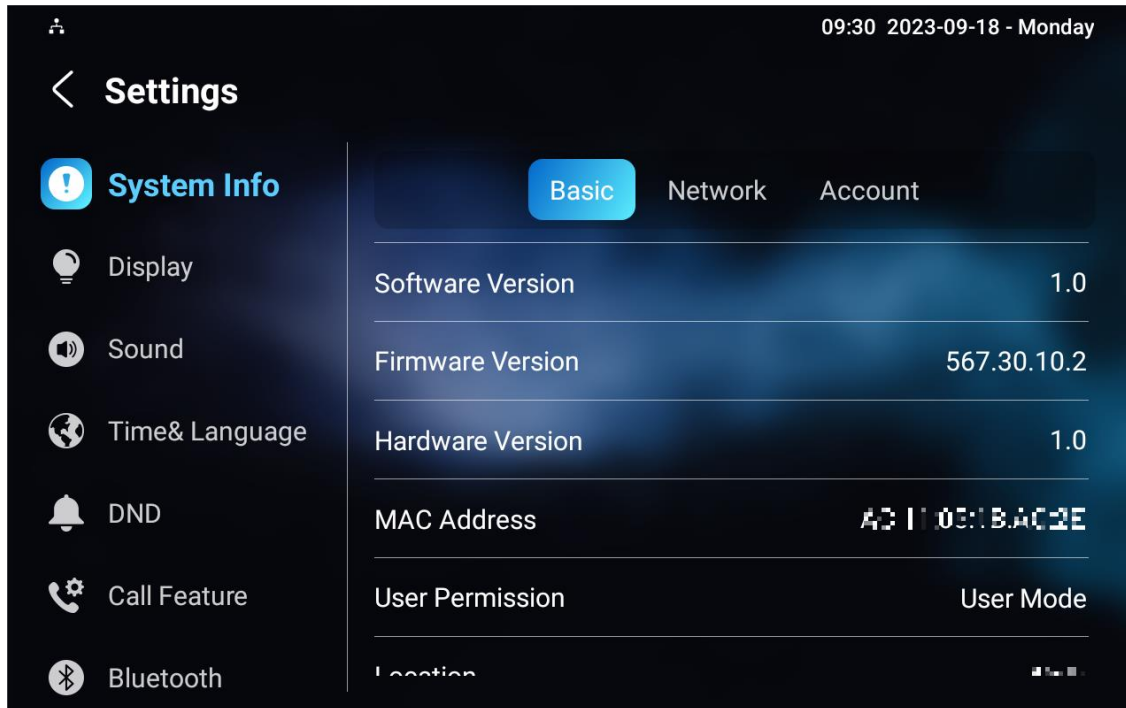 09:30 2023-09-18 - Monday
Settings
System Info
Display
Sound
Time& Language
DND
Call Feature
Bluetooth
Basic Network Account
Software Version 1.0
Firmware Version 567.30.10.2
Hardware Version 1.0
MAC Address
User Permission User Mode
Location